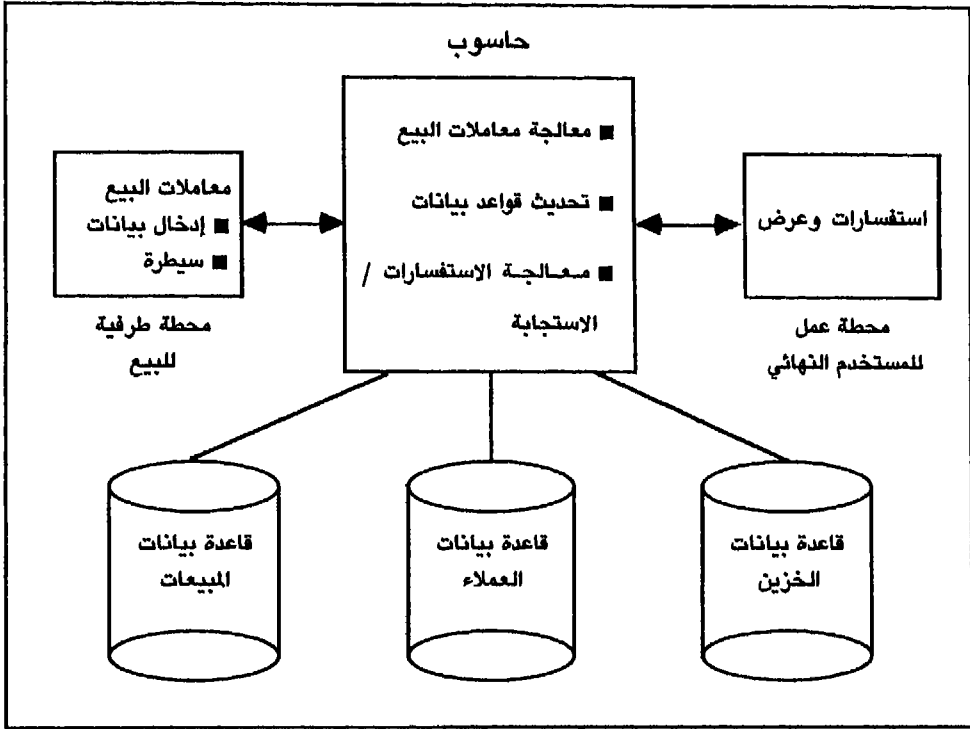 حاسوب
■ معالجة معاملات البيع
■ تحديث قواعد بيانات
■ معالجة الاستفسارات /
الاستجابة
معاملات البيع
■ إدخال بيانات
■ سيطرة
محطة طرفية
للبيع
استفسارات وعرض
محطة عمل
للمستخدم النهائي
قاعدة بيانات
المبيعات
قاعدة بيانات
العملاء
قاعدة بيانات
الخزين